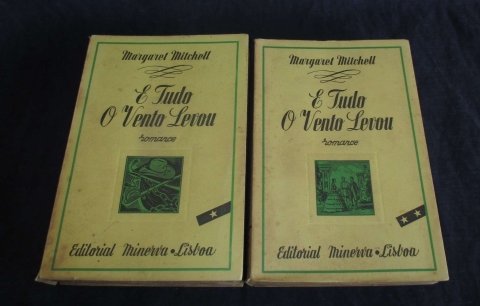 Margaret Mitchell
E Tudo
O Vento Levou
romance
Editorial Minerva • Lisboa
Margaret Mitchell
E Tudo
O Vento Levou
romance
Editorial Minerva • Lisboa